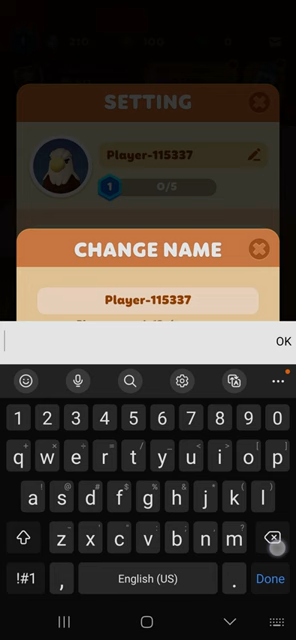 SETTING
Player-115337
1
0/5
CHANGE NAME
Player-115337
OK
1 2 3 4 5 6 7 8 9 0
q w e r t y u i o p
a s d f g h j k l
z x c v b n m
!#1 , English (US) . Done